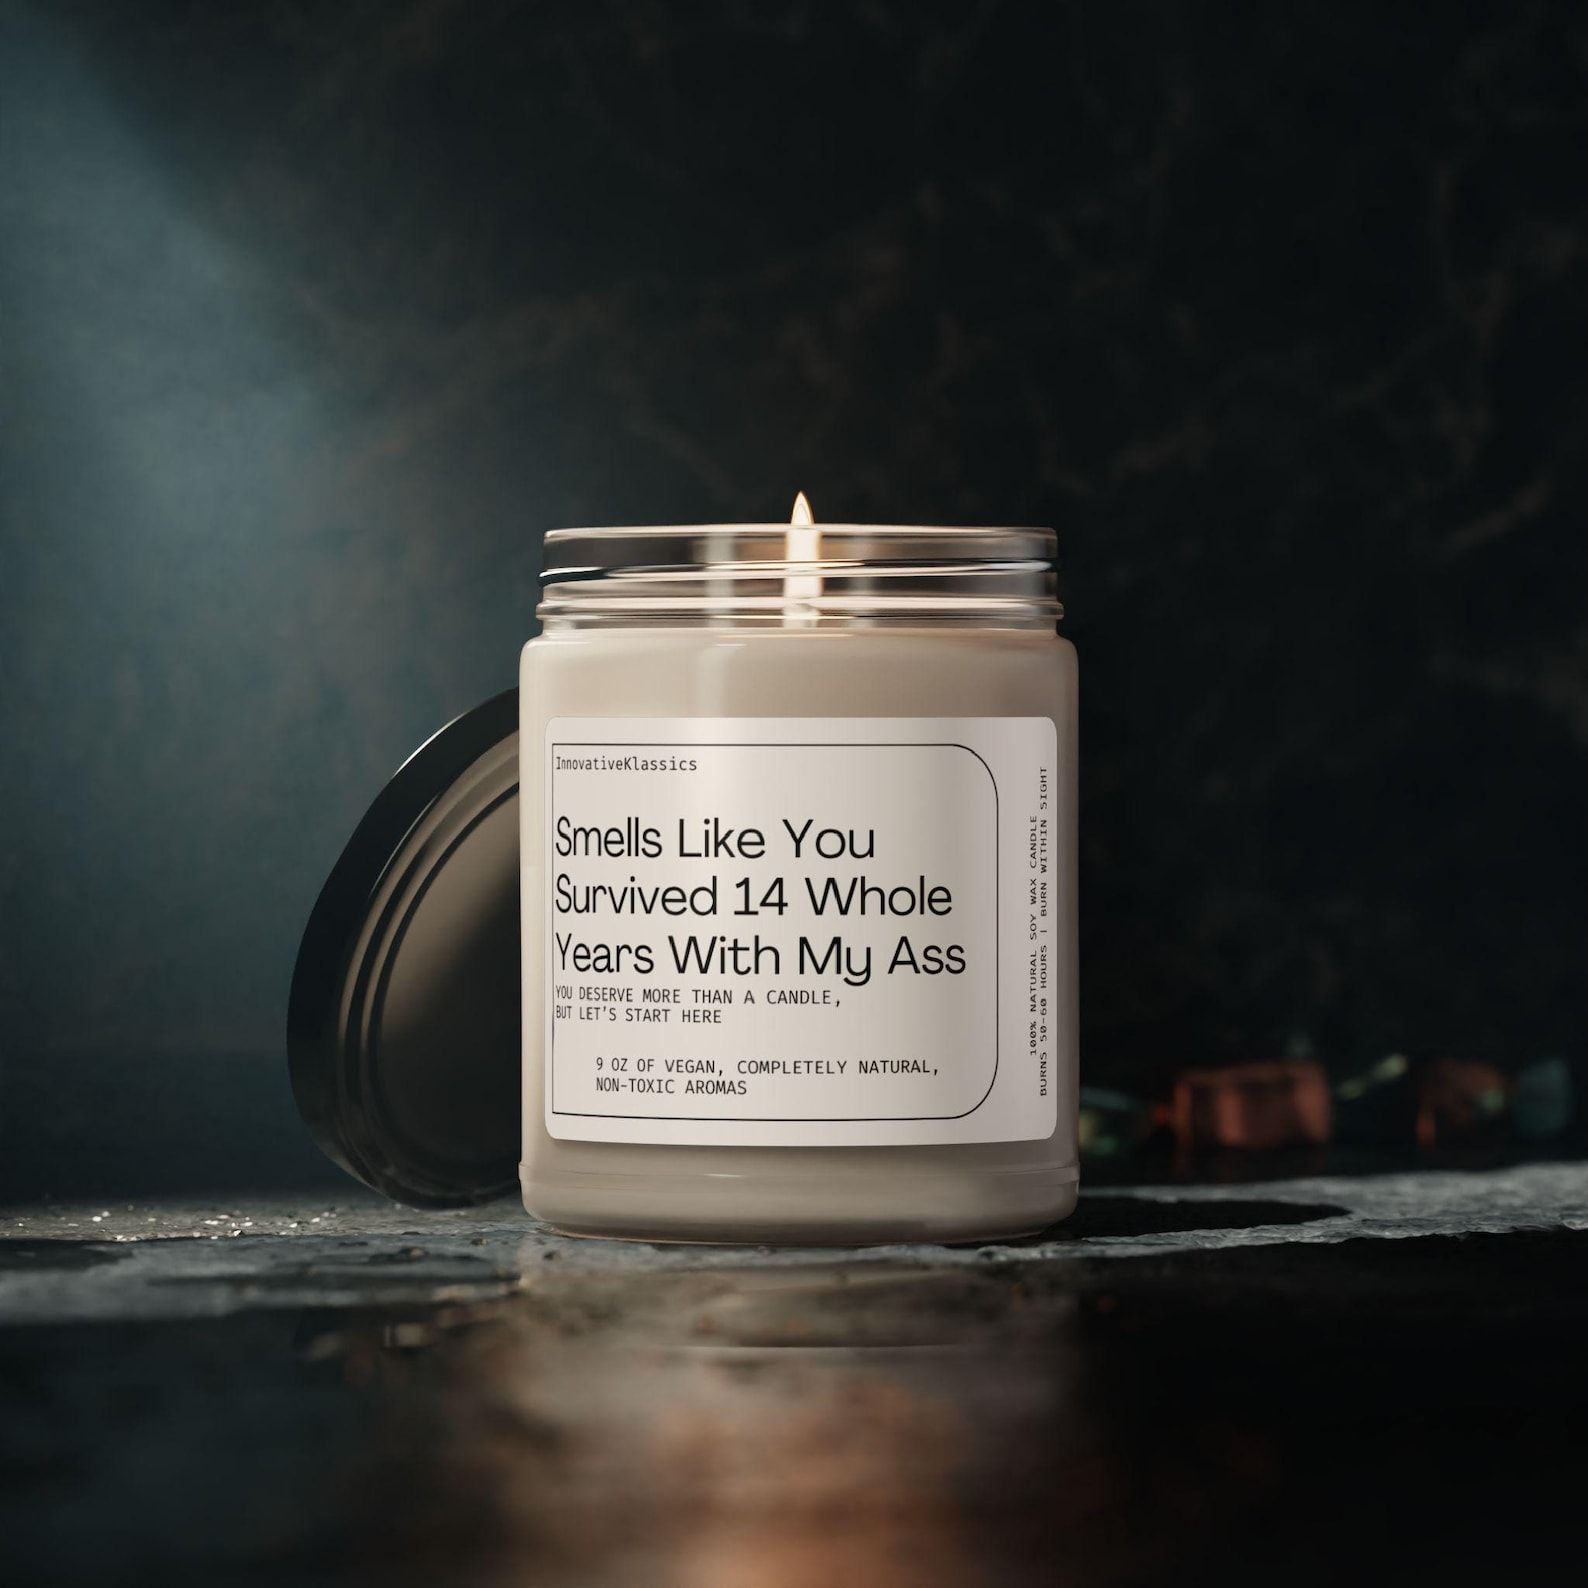 InnovativeKlassics
Smells Like You
Survived 14 Whole
Years With My Ass
YOU DESERVE MORE THAN A CANDLE,
BUT LET'S START HERE
9 OZ OF VEGAN, COMPLETELY NATURAL,
NON-TOXIC AROMAS
100% NATURAL SOY WAX CANDLE
BURNS 50-60 HOURS | BURN WITHIN SIGHT